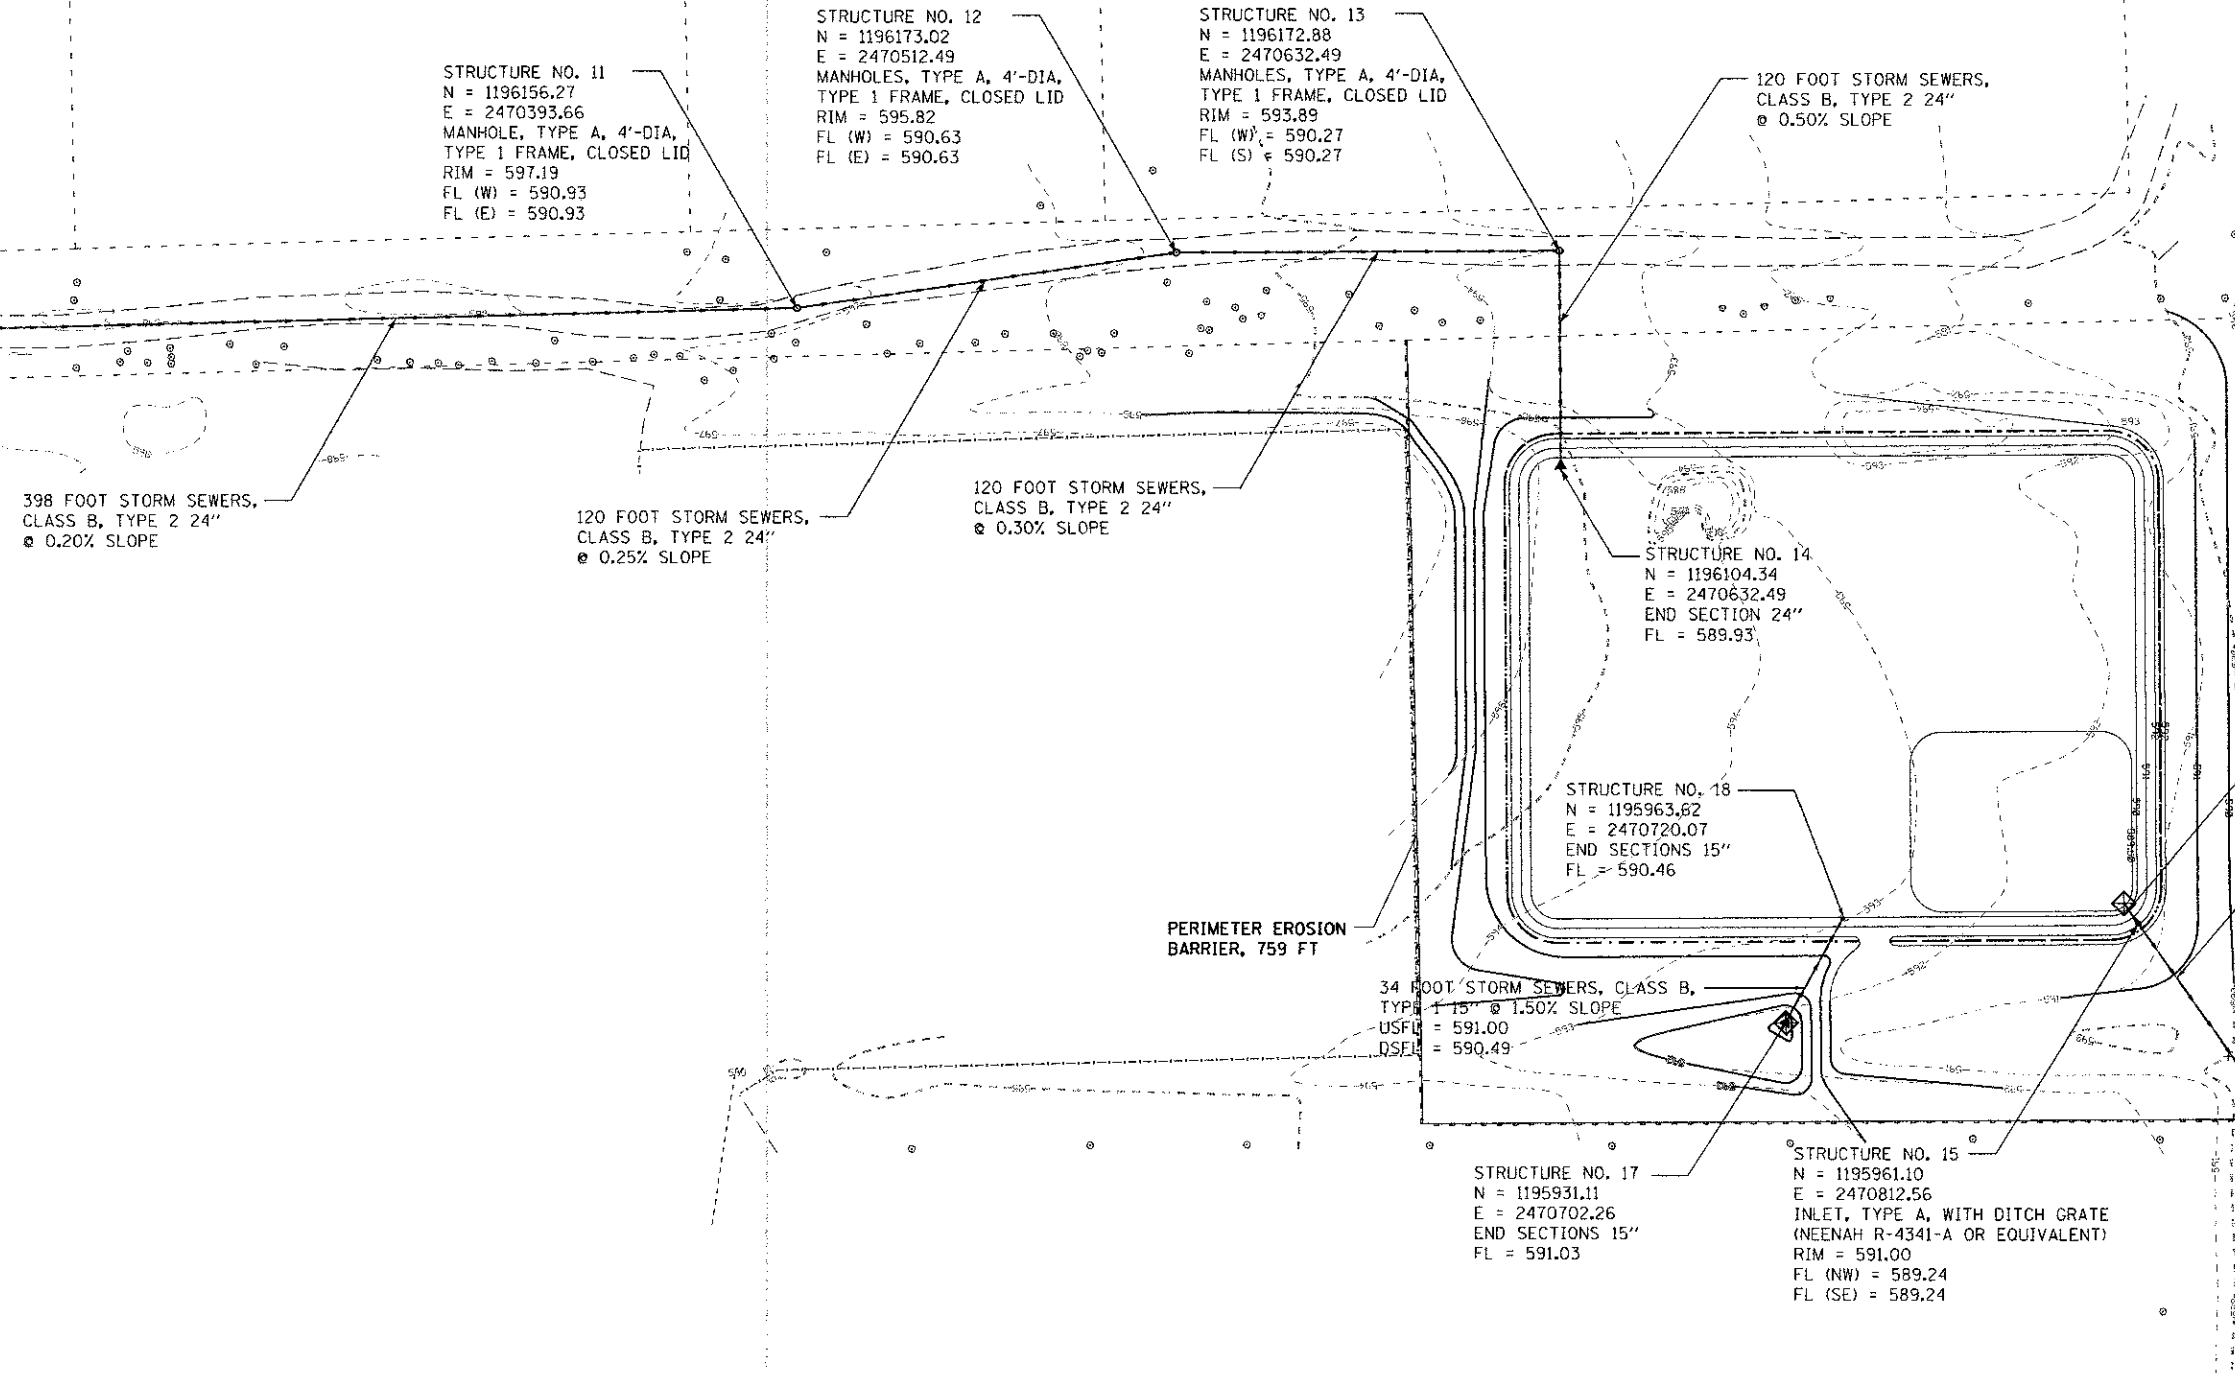 STRUCTURE NO. 11
N = 1196156.27
E = 2470393.66
MANHOLE, TYPE A, 4'-DIA,
TYPE 1 FRAME, CLOSED LID
RIM = 597.19
FL (W) = 590.93
FL (E) = 590.93
STRUCTURE NO. 12
N = 1196173.02
E = 2470512.49
MANHOLES, TYPE A, 4'-DIA,
TYPE 1 FRAME, CLOSED LID
RIM = 595.82
FL (W) = 590.63
FL (E) = 590.63
STRUCTURE NO. 13
N = 1196172.88
E = 2470632.49
MANHOLES, TYPE A, 4'-DIA,
TYPE 1 FRAME, CLOSED LID
RIM = 593.89
FL (W) = 590.27
FL (S) = 590.27
120 FOOT STORM SEWERS,
CLASS B, TYPE 2 24"
@ 0.50% SLOPE
398 FOOT STORM SEWERS,
CLASS B, TYPE 2 24"
@ 0.20% SLOPE
120 FOOT STORM SEWERS,
CLASS B, TYPE 2 24"
@ 0.25% SLOPE
120 FOOT STORM SEWERS,
CLASS B, TYPE 2 24"
@ 0.30% SLOPE
STRUCTURE NO. 14
N = 1196104.34
E = 2470632.49
END SECTION 24"
FL = 589.93
STRUCTURE NO. 18
N = 1195963.62
E = 2470720.07
END SECTIONS 15"
FL = 590.46
PERIMETER EROSION
BARRIER, 759 FT
34 FOOT STORM SEWERS, CLASS B,
TYPE 1 15" @ 1.50% SLOPE
USFL = 591.00
DSFL = 590.49
STRUCTURE NO. 17
N = 1195931.11
E = 2470702.26
END SECTIONS 15"
FL = 591.03
STRUCTURE NO. 15
N = 1195961.10
E = 2470812.56
INLET, TYPE A, WITH DITCH GRATE
(NEENAH R-4341-A OR EQUIVALENT)
RIM = 591.00
FL (NW) = 589.24
FL (SE) = 589.24